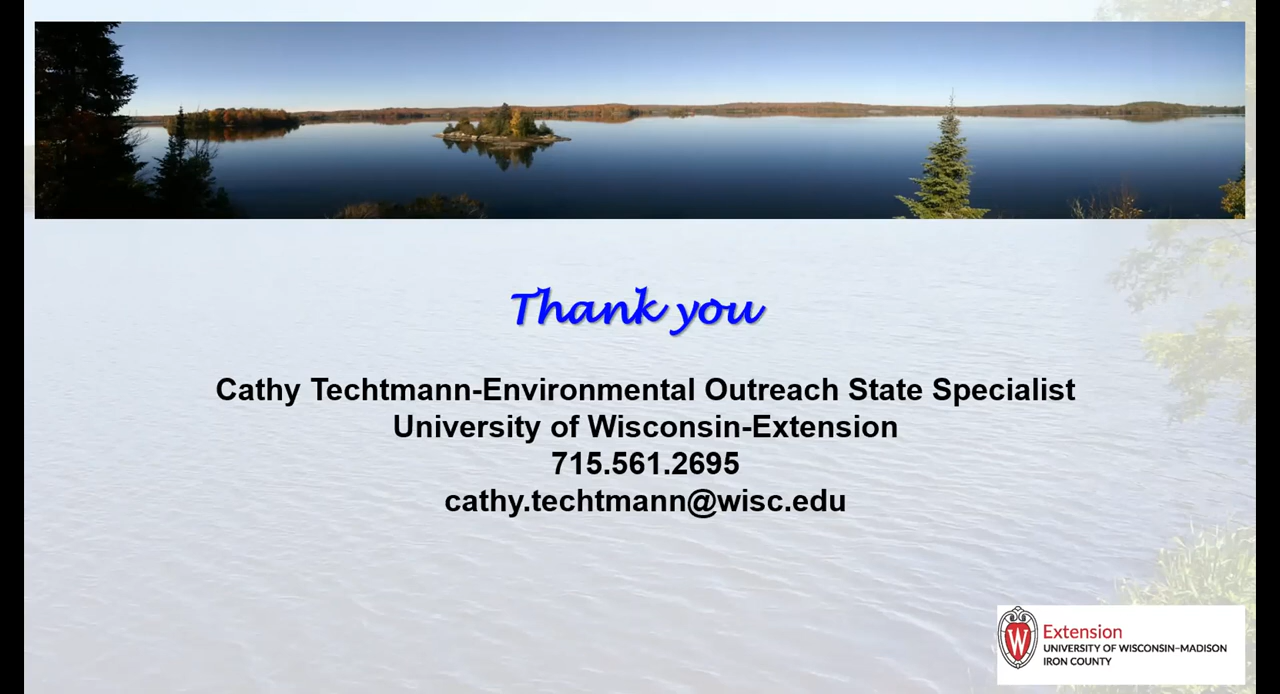 Thank you
Cathy Techtmann-Environmental Outreach State Specialist
University of Wisconsin-Extension
715.561.2695
cathy.techtmann@wisc.edu
W
Extension
UNIVERSITY OF WISCONSIN–MADISON
IRON COUNTY